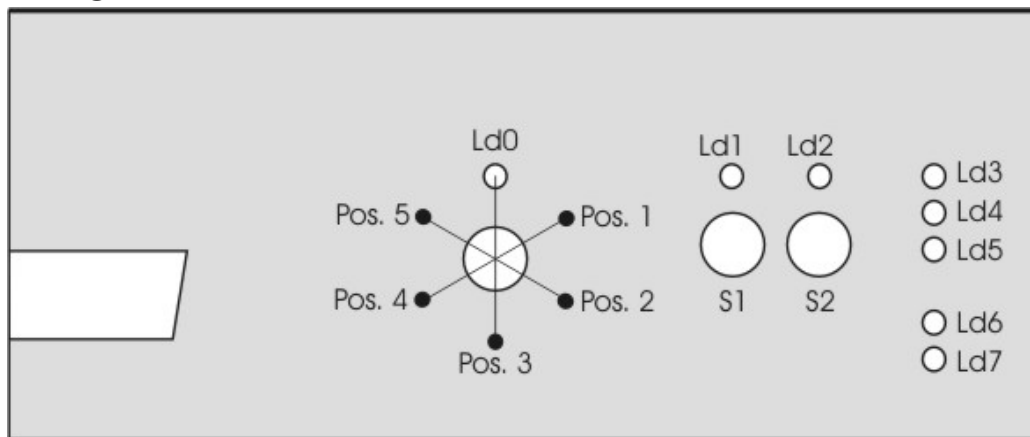 Ld0
Ld1 Ld2
Ld3
Pos. 5 Pos. 1
Ld4
Ld5
Pos. 4 Pos. 2
S1 S2
Ld6
Pos. 3
Ld7